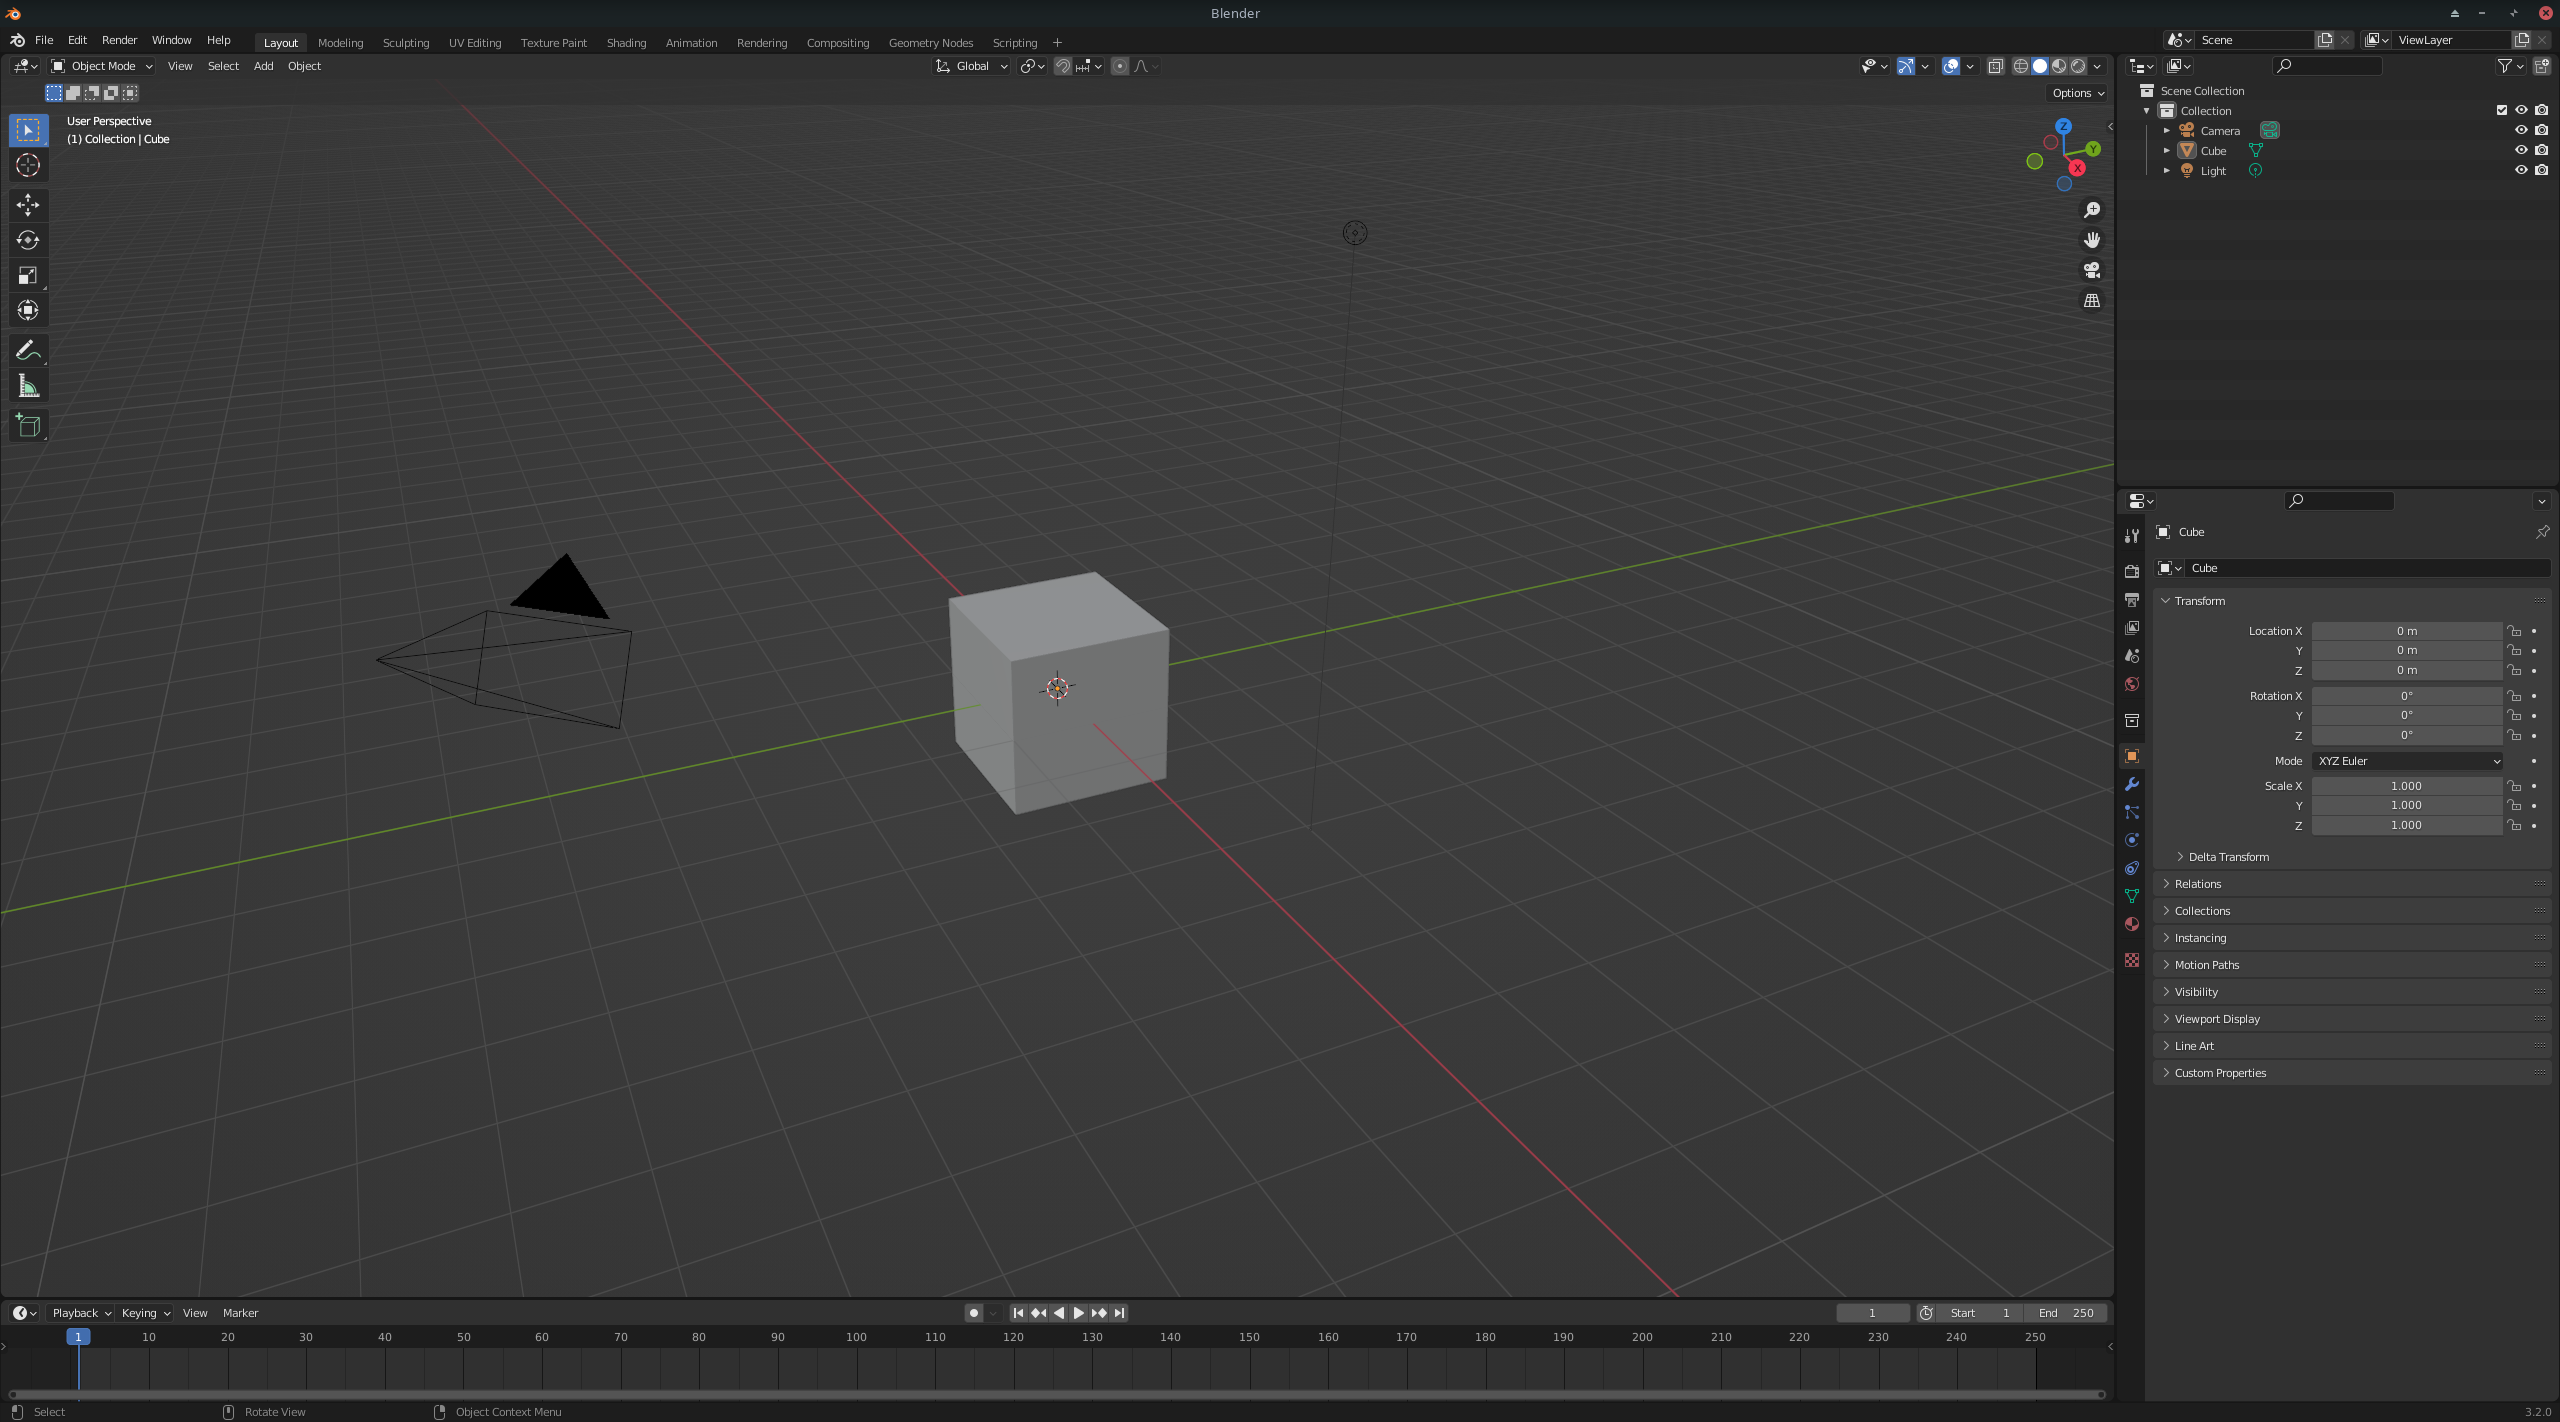 Blender
File Edit Render Window Help Layout Modeling Sculpting UV Editing Texture Paint Shading Animation Rendering Compositing Geometry Nodes Scripting + Scene ViewLayer
Object Mode View Select Add Object Global
Options
User Perspective
(1) Collection | Cube
Z
Y
X
Scene Collection
Collection
Camera
Cube
Light
Cube
Cube
Transform
Location X 0 m
Y 0 m
Z 0 m
Rotation X 0°
Y 0°
Z 0°
Mode XYZ Euler
Scale X 1.000
Y 1.000
Z 1.000
Delta Transform
Relations
Collections
Instancing
Motion Paths
Visibility
Viewport Display
Line Art
Custom Properties
Playback Keying View Marker 1 Start 1 End 250
1 10 20 30 40 50 60 70 80 90 100 110 120 130 140 150 160 170 180 190 200 210 220 230 240 250
Select Rotate View Object Context Menu 3.2.0